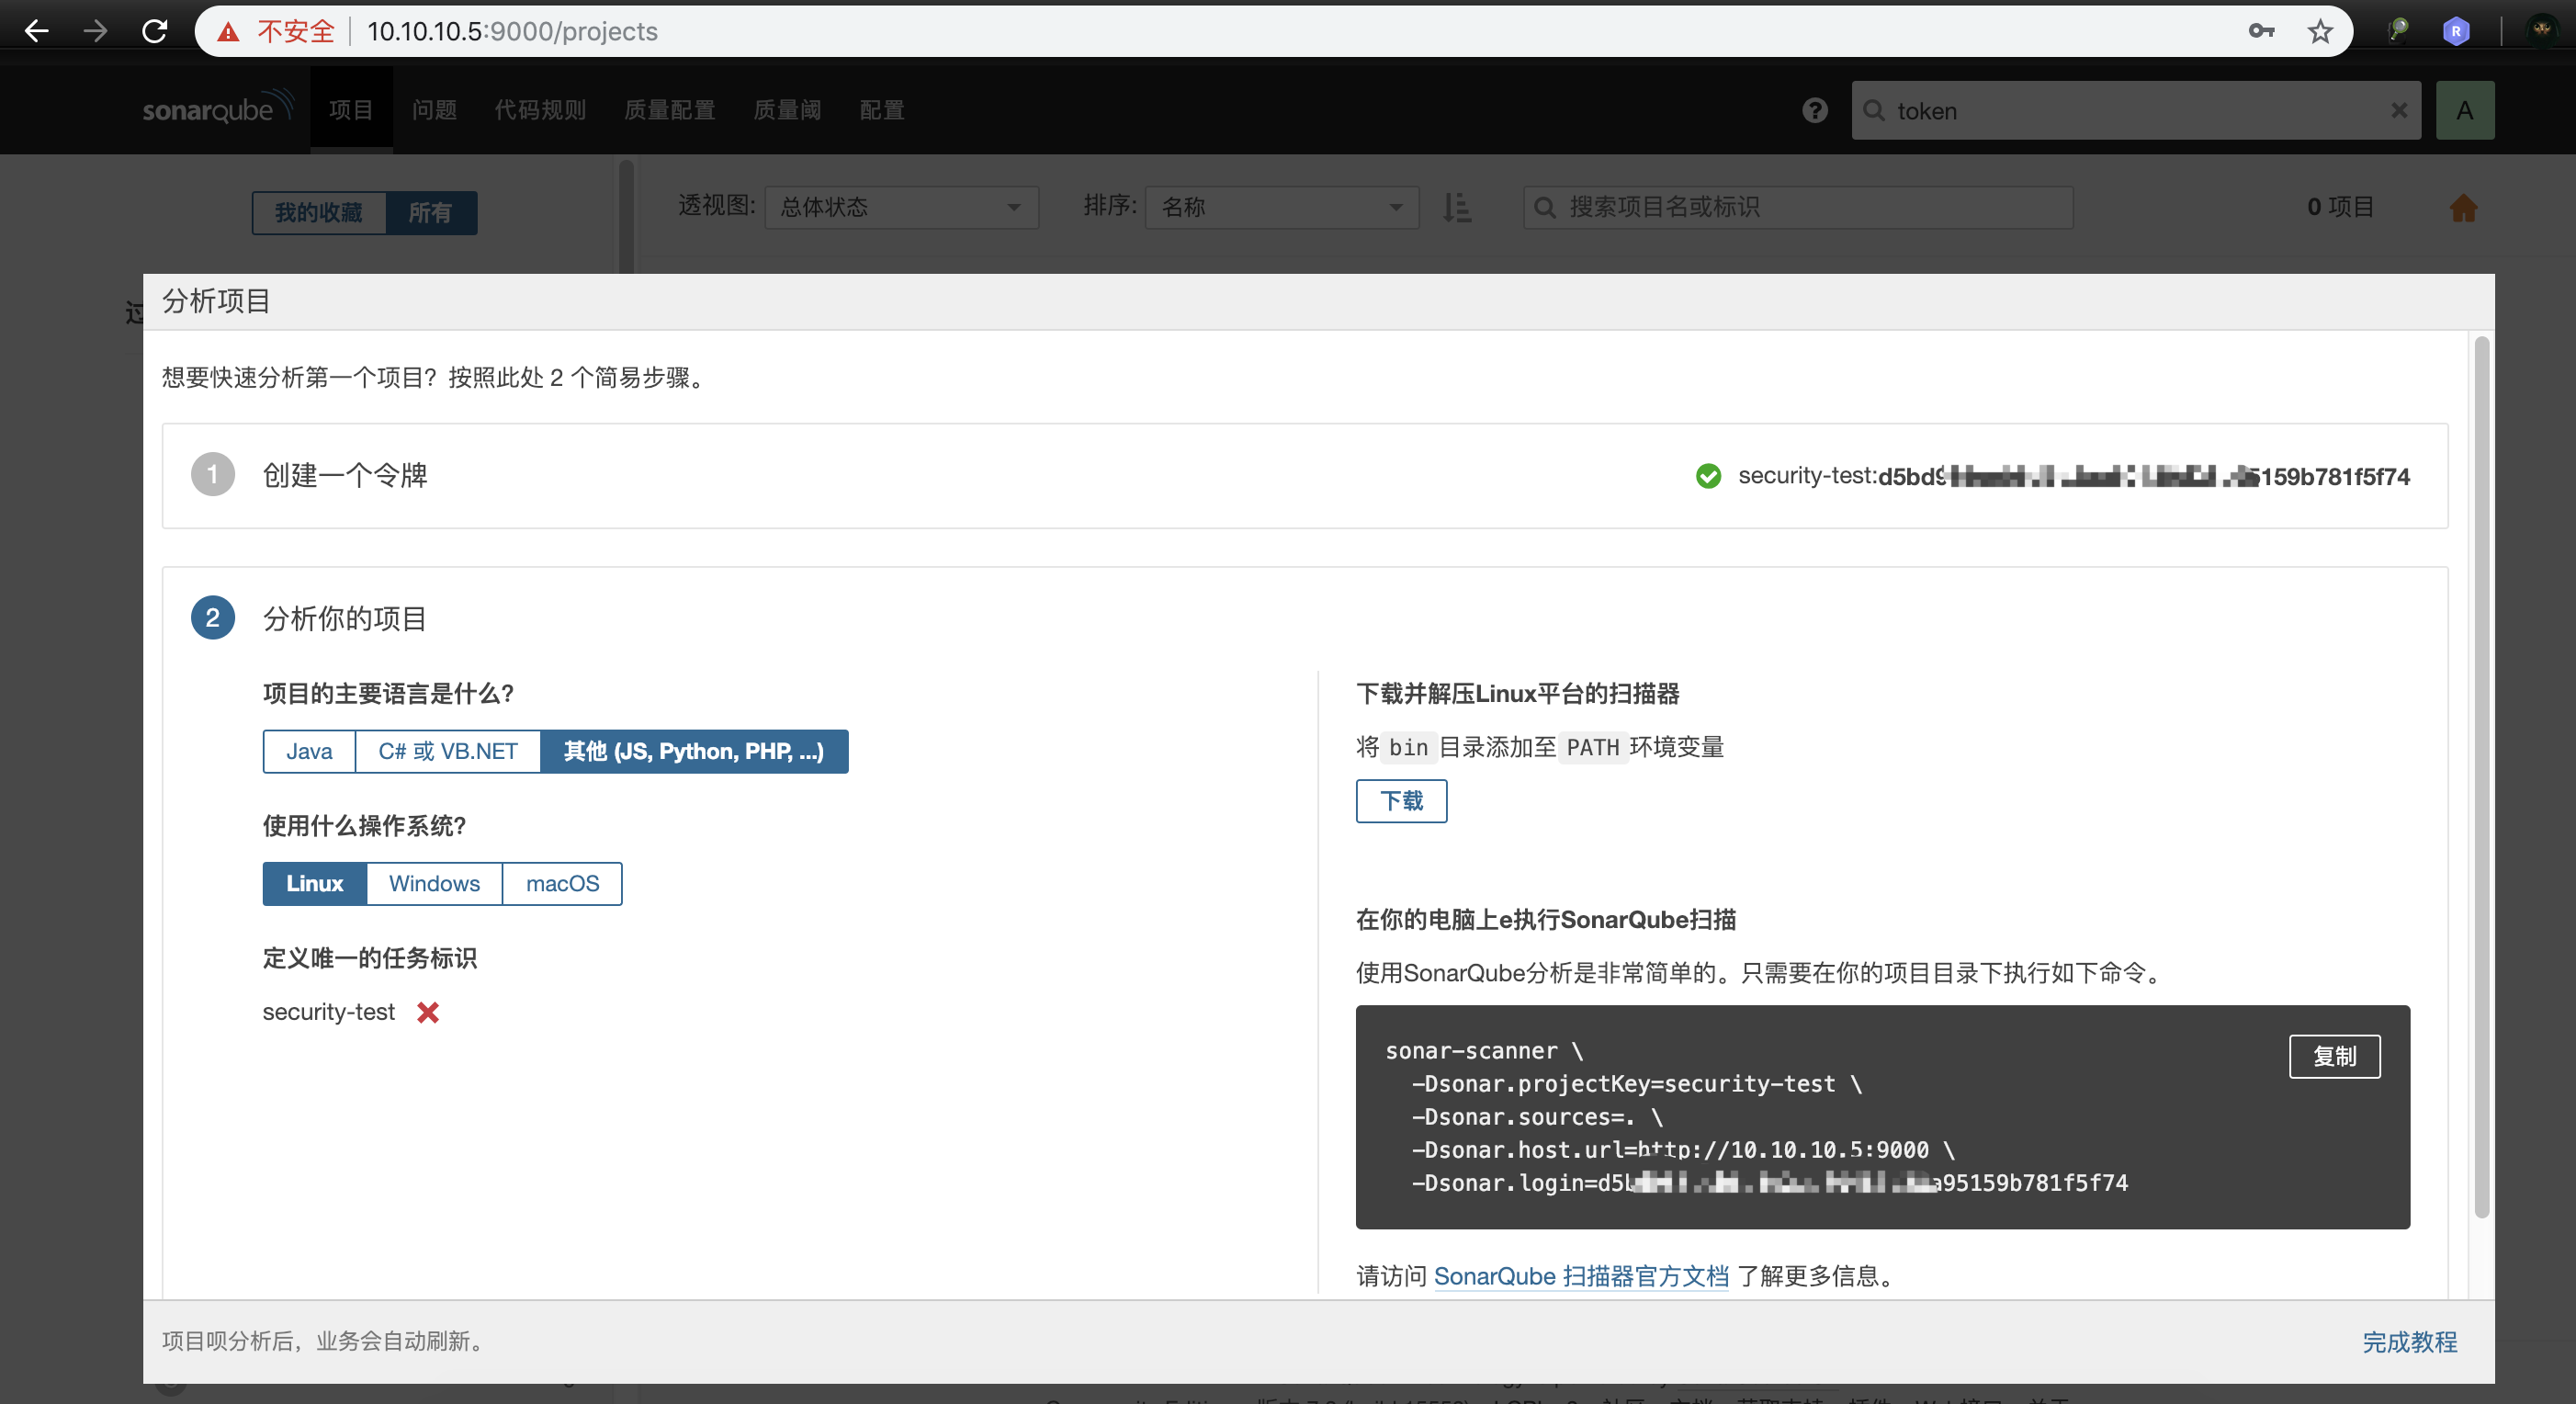 不安全 10.10.10.5:9000/projects
sonarqube 项目 问题 代码规则 质量配置 质量阈 配置 token A
我的收藏 所有 透视图: 总体状态 排序: 名称 搜索项目名或标识 0 项目
分析项目
想要快速分析第一个项目？按照此处 2 个简易步骤。
1 创建一个令牌 security-test:d5bd9 5159b781f5f74
2 分析你的项目
项目的主要语言是什么？
Java C# 或 VB.NET 其他 (JS, Python, PHP, ...)
使用什么操作系统？
Linux Windows macOS
定义唯一的任务标识
security-test
下载并解压Linux平台的扫描器
将 bin 目录添加至 PATH 环境变量
下载
在你的电脑上e执行SonarQube扫描
使用SonarQube分析是非常简单的。只需要在你的项目目录下执行如下命令。
复制
sonar-scanner \
-Dsonar.projectKey=security-test \
-Dsonar.sources=. \
-Dsonar.host.url=http://10.10.10.5:9000 \
-Dsonar.login=d5b a95159b781f5f74
请访问 SonarQube 扫描器官方文档 了解更多信息。
项目呗分析后，业务会自动刷新。 完成教程